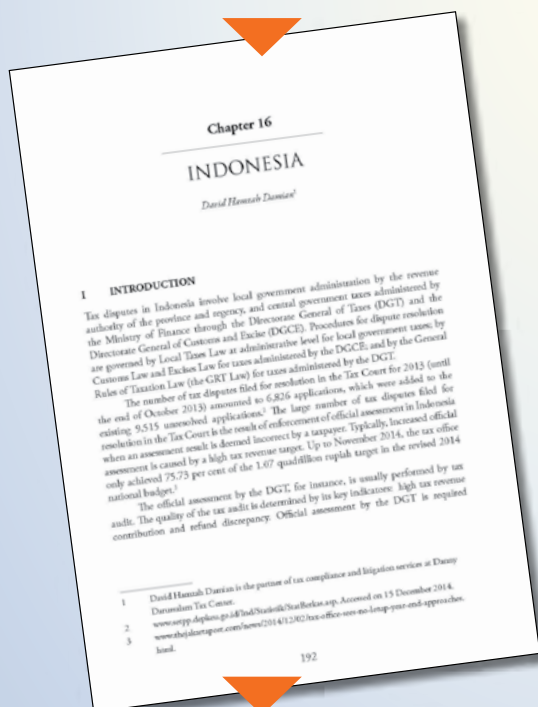 Chapter 16
INDONESIA
David Hamzah Damian¹
I INTRODUCTION
Tax disputes in Indonesia involve local government administration by the revenue
authority of the province and regency, and central government taxes administered by
the Ministry of Finance through the Directorate General of Taxes (DGT) and the
Directorate General of Customs and Excise (DGCE). Procedures for dispute resolution
are governed by Local Taxes Law at administrative level for local government taxes; by
Customs Law and Excises Law for taxes administered by the DGCE; and by the General
Rules of Taxation Law (the GRT Law) for taxes administered by the DGT.
The number of tax disputes filed for resolution in the Tax Court for 2013 (until
the end of October 2013) amounted to 6,826 applications, which were added to the
existing 9,515 unresolved applications.² The large number of tax disputes filed for
resolution in the Tax Court is the result of enforcement of official assessment in Indonesia
when an assessment result is deemed incorrect by a taxpayer. Typically, increased official
assessment is caused by a high tax revenue target. Up to November 2014, the tax office
only achieved 75.73 per cent of the 1.07 quadrillion rupiah target in the revised 2014
national budget.³
The official assessment by the DGT, for instance, is usually performed by tax
audit. The quality of the tax audit is determined by its key indicators: high tax revenue
contribution and refund discrepancy. Official assessment by the DGT is required
1 David Hamzah Damian is the partner of tax compliance and litigation services at Danny
Darussalam Tax Center.
2 www.setpp.depkeu.go.id/Ind/Statistik/StatBerkas.asp. Accessed on 15 December 2014.
3 www.thejakartapost.com/news/2014/12/02/tax-office-sees-no-letup-year-end-approaches.
html.
192